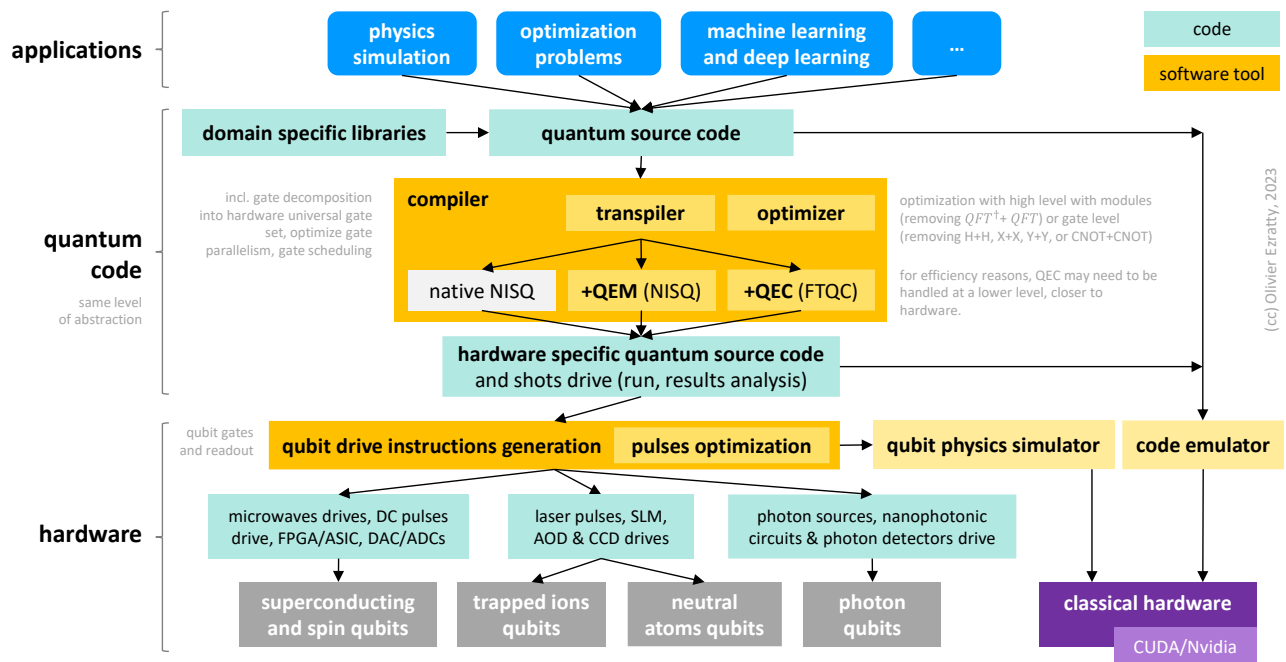 applications
physics
simulation
optimization
problems
machine learning
and deep learning
...
code
software tool
domain specific libraries
quantum source code
quantum
code
same level
of abstraction
incl. gate decomposition
into hardware universal gate
set, optimize gate
parallelism, gate scheduling
compiler
transpiler
optimizer
native NISQ
+QEM (NISQ)
+QEC (FTQC)
optimization with high level with modules
(removing QFT†+ QFT) or gate level
(removing H+H, X+X, Y+Y, or CNOT+CNOT)
for efficiency reasons, QEC may need to be
handled at a lower level, closer to
hardware.
(cc) Olivier Ezratty, 2023
hardware specific quantum source code
and shots drive (run, results analysis)
hardware
qubit gates
and readout
qubit drive instructions generation
pulses optimization
qubit physics simulator
code emulator
microwaves drives, DC pulses
drive, FPGA/ASIC, DAC/ADCs
laser pulses, SLM,
AOD & CCD drives
photon sources, nanophotonic
circuits & photon detectors drive
superconducting
and spin qubits
trapped ions
qubits
neutral
atoms qubits
photon
qubits
classical hardware
CUDA/Nvidia